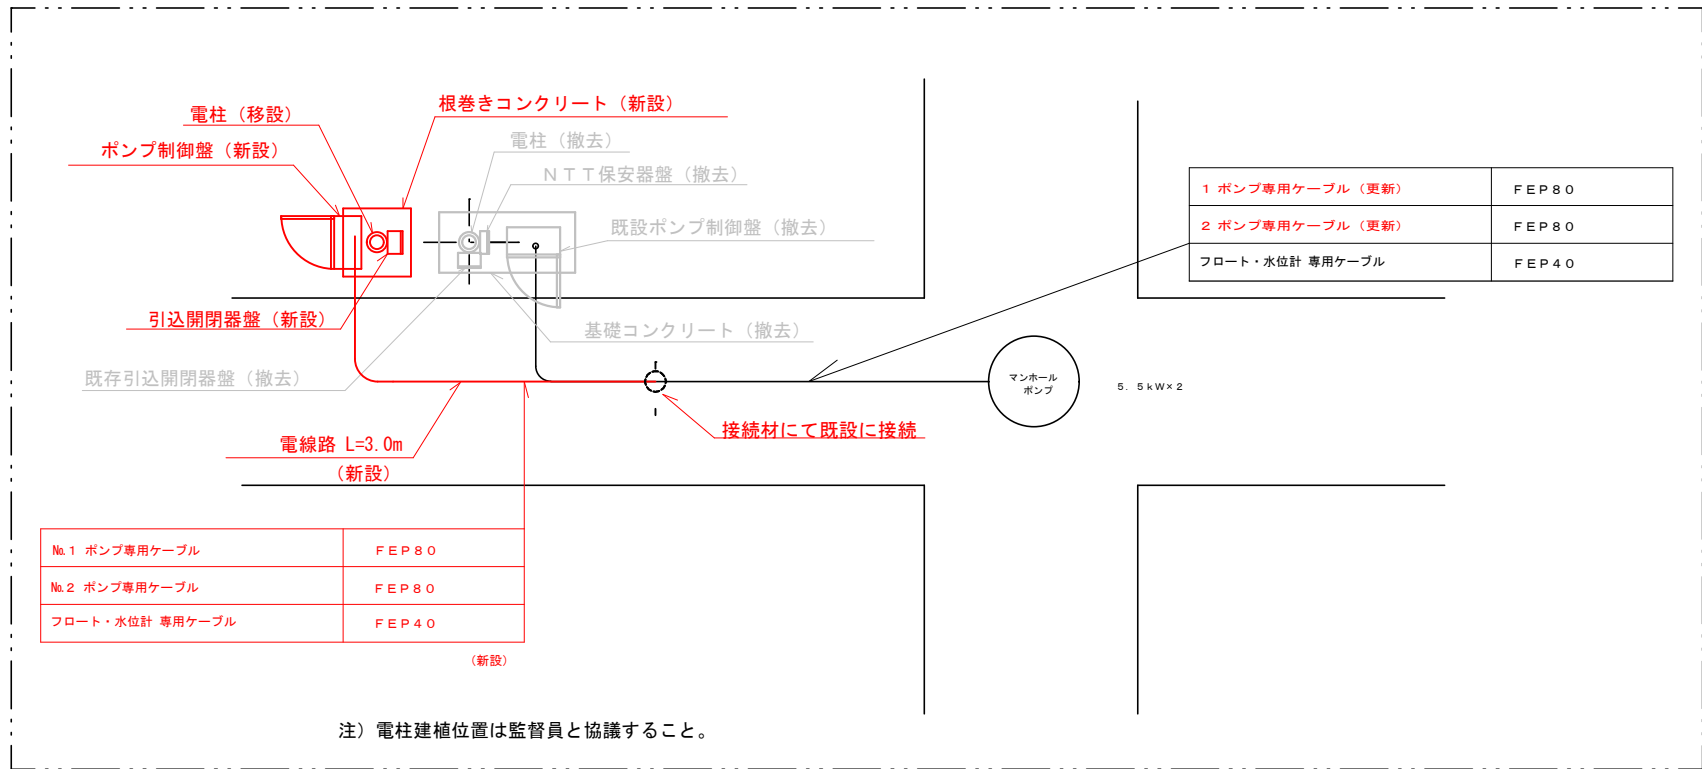 根巻きコンクリート（新設）
電柱（移設）
電柱（撤去）
ポンプ制御盤（新設）
ＮＴＴ保安器盤（撤去）
1 ポンプ専用ケーブル（更新） ＦＥＰ８０
2 ポンプ専用ケーブル（更新） ＦＥＰ８０
フロート・水位計 専用ケーブル ＦＥＰ４０
既設ポンプ制御盤（撤去）
引込開閉器盤（新設）
基礎コンクリート（撤去）
既存引込開閉器盤（撤去）
マンホール
ポンプ
5.5kW×2
接続材にて既設に接続
電線路 L=3.0m
（新設）
№1 ポンプ専用ケーブル ＦＥＰ８０
№2 ポンプ専用ケーブル ＦＥＰ８０
フロート・水位計 専用ケーブル ＦＥＰ４０
（新設）
注）電柱建植位置は監督員と協議すること。